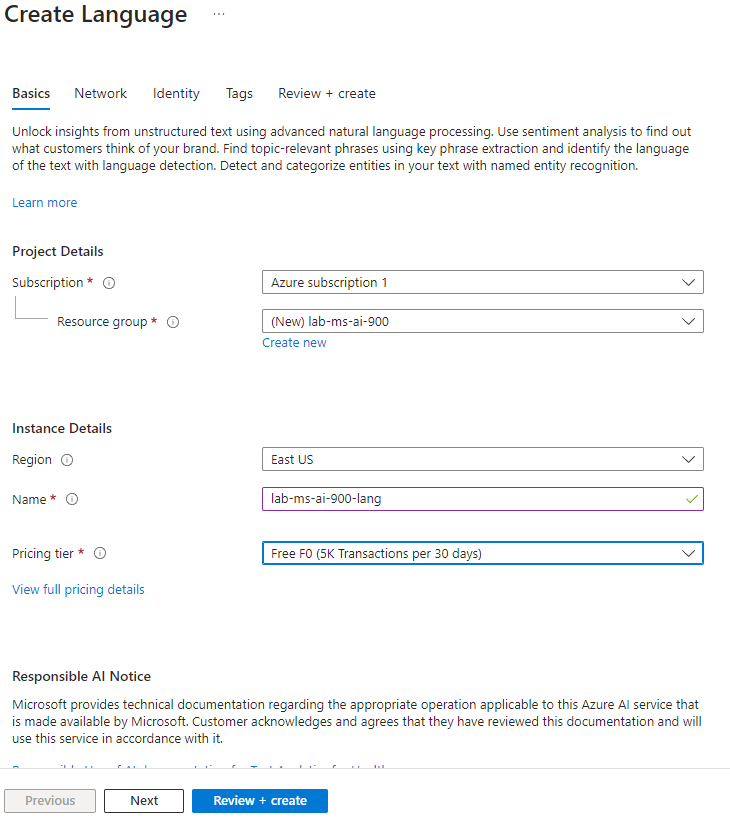 Create Language ...
Basics Network Identity Tags Review + create
Unlock insights from unstructured text using advanced natural language processing. Use sentiment analysis to find out
what customers think of your brand. Find topic-relevant phrases using key phrase extraction and identify the language
of the text with language detection. Detect and categorize entities in your text with named entity recognition.
Learn more
Project Details
Subscription * Azure subscription 1
Resource group * (New) lab-ms-ai-900
Create new
Instance Details
Region East US
Name * lab-ms-ai-900-lang
Pricing tier * Free F0 (5K Transactions per 30 days)
View full pricing details
Responsible AI Notice
Microsoft provides technical documentation regarding the appropriate operation applicable to this Azure AI service that
is made available by Microsoft. Customer acknowledges and agrees that they have reviewed this documentation and will
use this service in accordance with it.
Previous Next Review + create